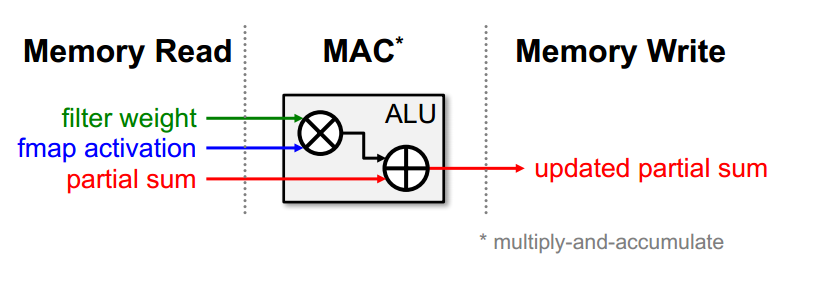 Memory Read
MAC*
Memory Write
filter weight
fmap activation
partial sum
ALU
updated partial sum
* multiply-and-accumulate